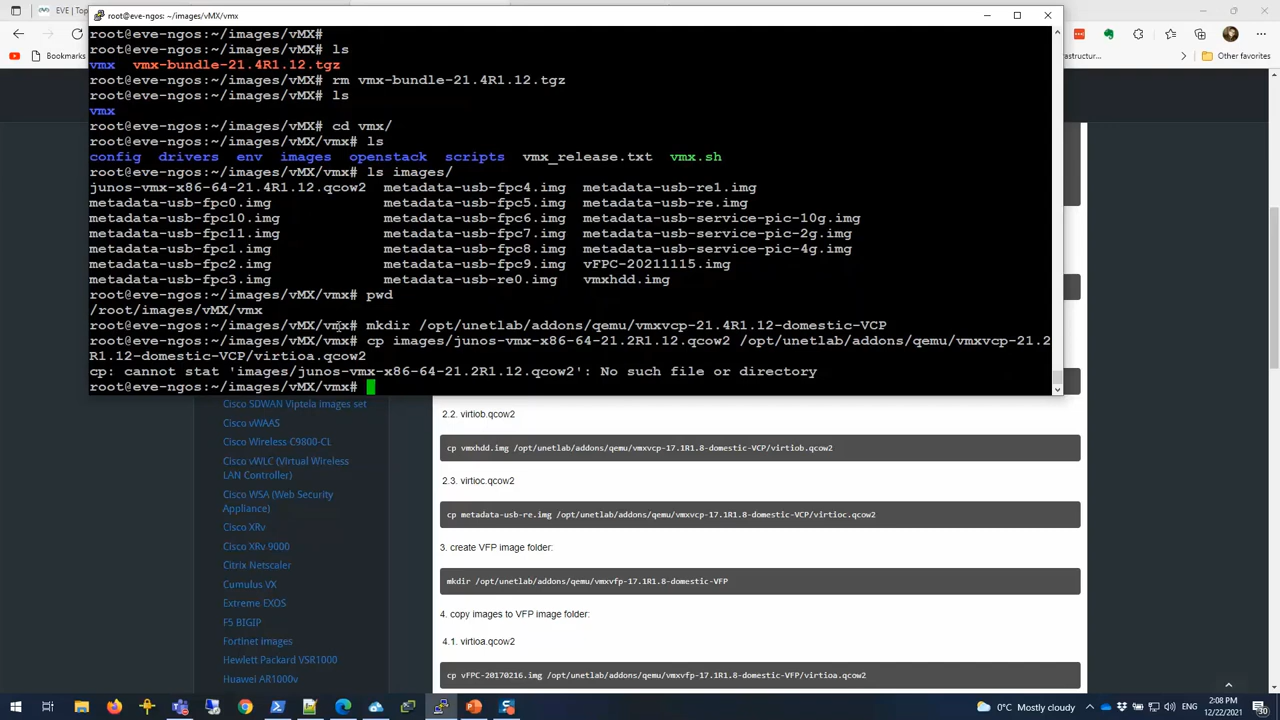 root@eve-ngos: ~/images/vMX/vmx
EVE | Top
Bookmarks
frastructur...
Other favorites
root@eve-ngos:~/images/vMX#
root@eve-ngos:~/images/vMX# ls
vmx  vmx-bundle-21.4R1.12.tgz
root@eve-ngos:~/images/vMX# rm vmx-bundle-21.4R1.12.tgz
root@eve-ngos:~/images/vMX# ls
vmx
root@eve-ngos:~/images/vMX# cd vmx/
root@eve-ngos:~/images/vMX/vmx# ls
config  drivers  env  images  openstack  scripts  vmx_release.txt  vmx.sh
root@eve-ngos:~/images/vMX/vmx# ls images/
junos-vmx-x86-64-21.4R1.12.qcow2  metadata-usb-fpc4.img  metadata-usb-re1.img
metadata-usb-fpc0.img  metadata-usb-fpc5.img  metadata-usb-re.img
metadata-usb-fpc10.img  metadata-usb-fpc6.img  metadata-usb-service-pic-10g.img
metadata-usb-fpc11.img  metadata-usb-fpc7.img  metadata-usb-service-pic-2g.img
metadata-usb-fpc1.img  metadata-usb-fpc8.img  metadata-usb-service-pic-4g.img
metadata-usb-fpc2.img  metadata-usb-fpc9.img  vFPC-20211115.img
metadata-usb-fpc3.img  metadata-usb-re0.img  vmxhdd.img
root@eve-ngos:~/images/vMX/vmx# pwd
/root/images/vMX/vmx
root@eve-ngos:~/images/vMX/vmx# mkdir /opt/unetlab/addons/qemu/vmxvcp-21.4R1.12-domestic-VCP
root@eve-ngos:~/images/vMX/vmx# cp images/junos-vmx-x86-64-21.2R1.12.qcow2 /opt/unetlab/addons/qemu/vmxvcp-21.2
R1.12-domestic-VCP/virtioa.qcow2
cp: cannot stat 'images/junos-vmx-x86-64-21.2R1.12.qcow2': No such file or directory
root@eve-ngos:~/images/vMX/vmx#
Cisco SDWAN Viptela images set
Cisco vWAAS
Cisco Wireless C9800-CL
Cisco vWLC (Virtual Wireless
LAN Controller)
Cisco WSA (Web Security
Appliance)
Cisco XRv
Cisco XRv 9000
Citrix Netscaler
Cumulus VX
Extreme EXOS
F5 BIGIP
Fortinet images
Hewlett Packard VSR1000
Huawei AR1000v
2.2. virtiob.qcow2
cp vmxhdd.img /opt/unetlab/addons/qemu/vmxvcp-17.1R1.8-domestic-VCP/virtiob.qcow2
2.3. virtioc.qcow2
cp metadata-usb-re.img /opt/unetlab/addons/qemu/vmxvcp-17.1R1.8-domestic-VCP/virtioc.qcow2
3. create VFP image folder:
mkdir /opt/unetlab/addons/qemu/vmxvfp-17.1R1.8-domestic-VFP
4. copy images to VFP image folder:
4.1. virtioa.qcow2
cp vFPC-20170216.img /opt/unetlab/addons/qemu/vmxvfp-17.1R1.8-domestic-VFP/virtioa.qcow2
0°C Mostly cloudy
ENG
2:08 PM
12/22/2021
30